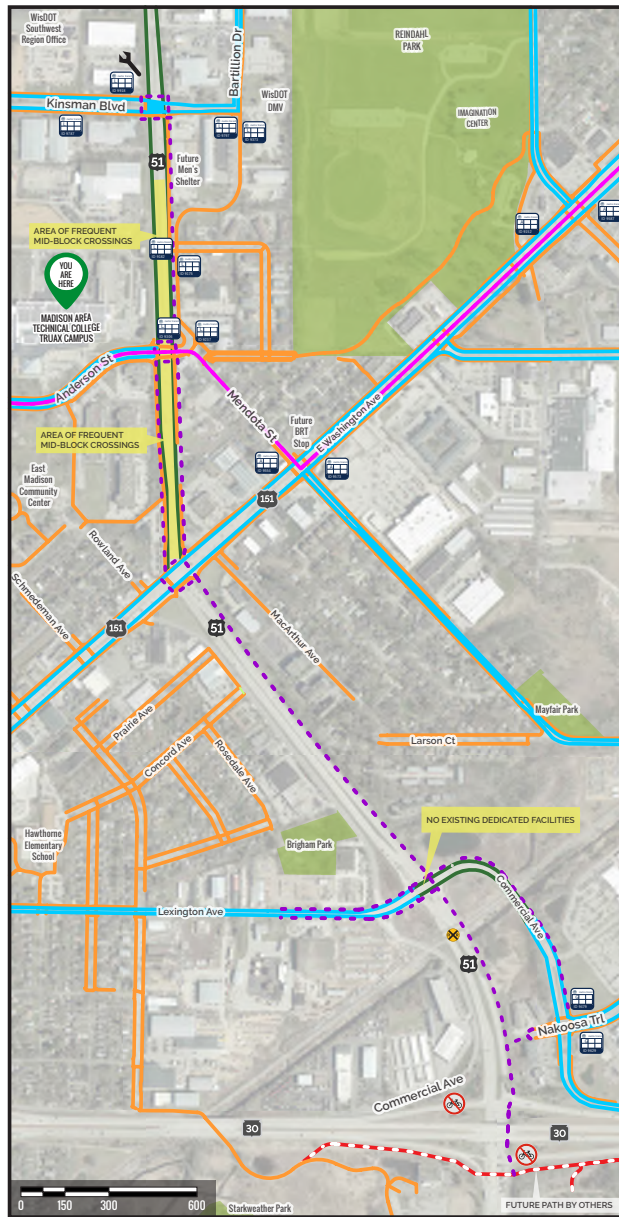 WisDOT
Southwest
Region Office
Bartillion Dr
REINDAHL
PARK
Kinsman Blvd
WisDOT
DMV
IMAGINATION
CENTER
51
Future
Men's
Shelter
AREA OF FREQUENT
MID-BLOCK CROSSINGS
YOU
ARE
HERE
MADISON AREA
TECHNICAL COLLEGE
TRUAX CAMPUS
Anderson St
Mendota St
E Washington Ave
Future
BRT
Stop
AREA OF FREQUENT
MID-BLOCK CROSSINGS
East
Madison
Community
Center
151
Rowland Ave
Schmedeman Ave
151
51
MacArthur Ave
Mayfair Park
Prairie Ave
Larson Ct
Concord Ave
Rosedale Ave
NO EXISTING DEDICATED FACILITIES
Hawthorne
Elementary
School
Brigham Park
Commercial Ave
Lexington Ave
51
Nakoosa Trl
Commercial Ave
30
30
0 150 300 600
Starkweather Park
FUTURE PATH BY OTHERS